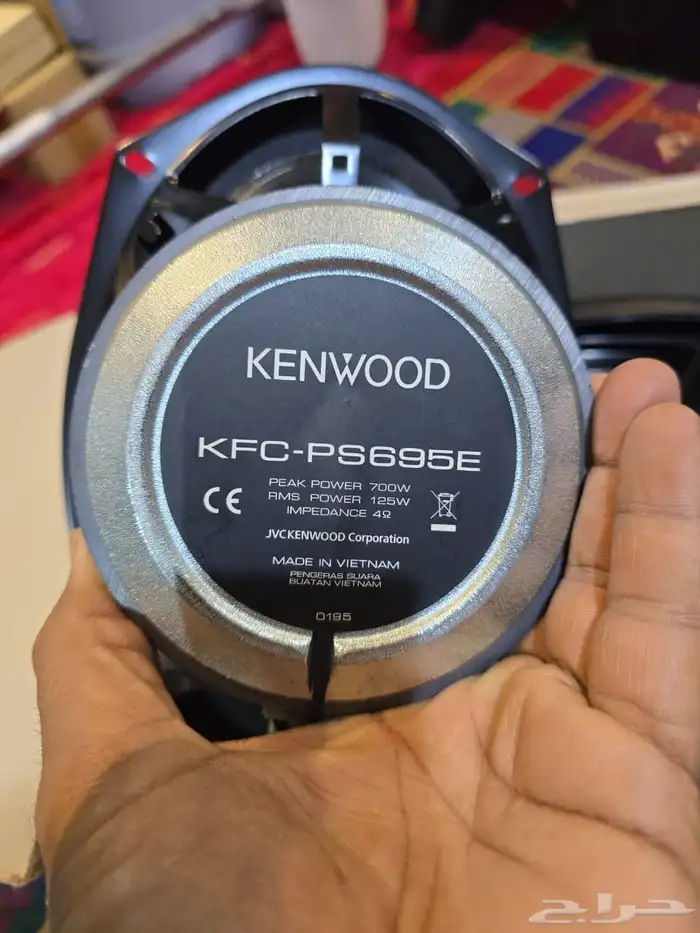 KENWOOD
KFC-PS695E
PEAK POWER 700W
RMS POWER 125W
IMPEDANCE 4Ω
CE
JVCKENWOOD Corporation
MADE IN VIETNAM
PENGERAS SUARA
BUATAN VIETNAM
0195
حراج